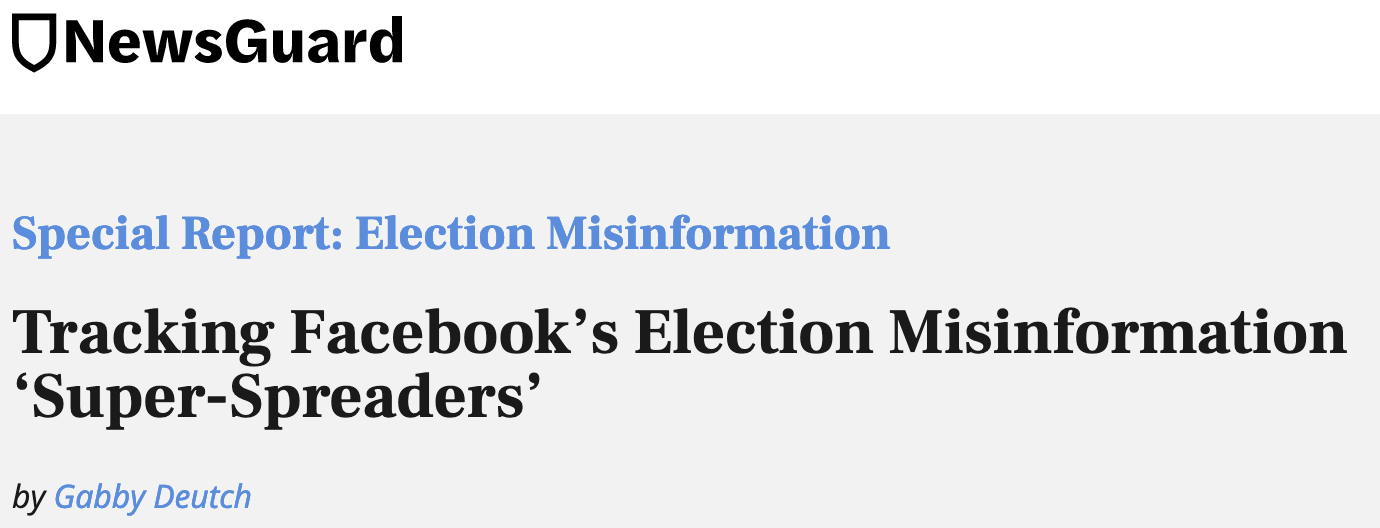 NewsGuard
Special Report: Election Misinformation
Tracking Facebook’s Election Misinformation
‘Super-Spreaders’
by Gabby Deutch